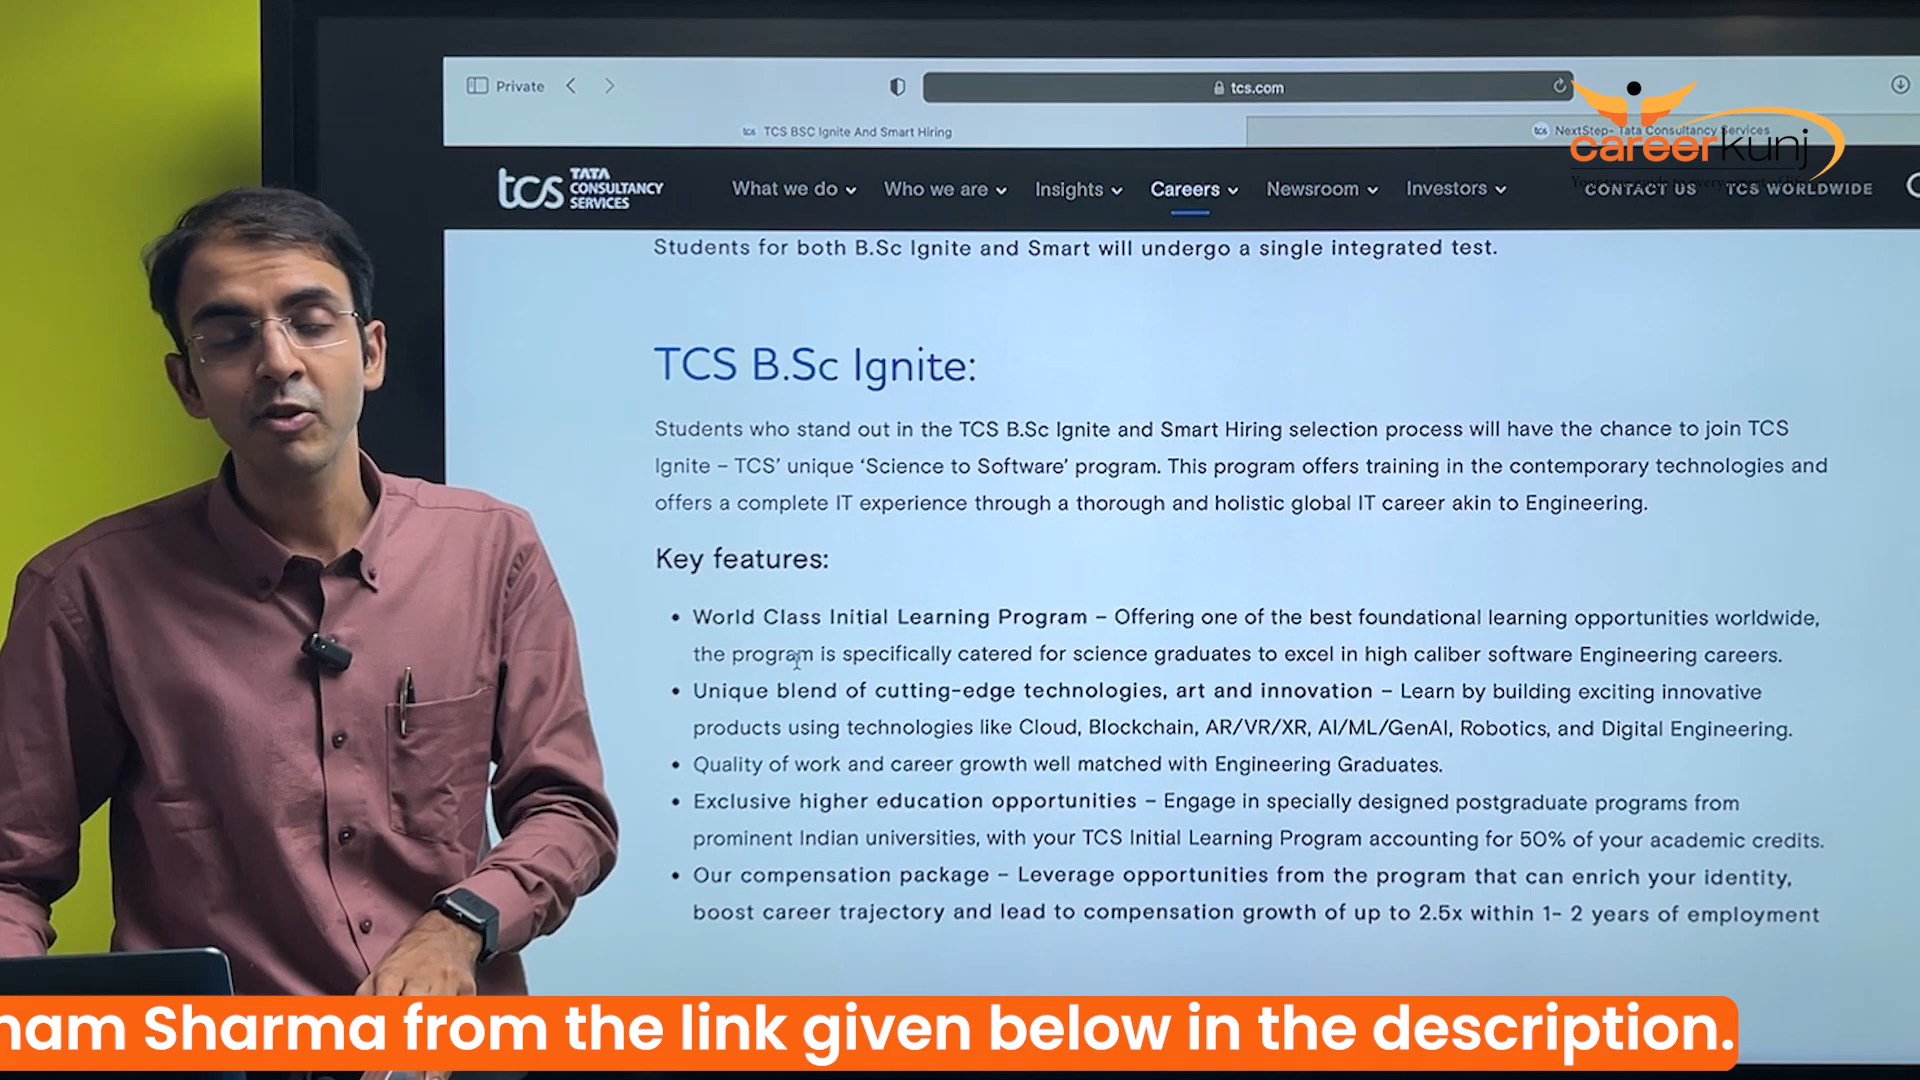 Private
tcs.com
tcs TCS BSC Ignite And Smart Hiring
tcs NextStep- Tata Consultancy Services
careerkunj
tcs TATA CONSULTANCY SERVICES
What we do
Who we are
Insights
Careers
Newsroom
Investors
CONTACT US
TCS WORLDWIDE
Students for both B.Sc Ignite and Smart will undergo a single integrated test.
TCS B.Sc Ignite:
Students who stand out in the TCS B.Sc Ignite and Smart Hiring selection process will have the chance to join TCS
Ignite – TCS’ unique ‘Science to Software’ program. This program offers training in the contemporary technologies and
offers a complete IT experience through a thorough and holistic global IT career akin to Engineering.
Key features:
• World Class Initial Learning Program – Offering one of the best foundational learning opportunities worldwide,
the program is specifically catered for science graduates to excel in high caliber software Engineering careers.
• Unique blend of cutting-edge technologies, art and innovation – Learn by building exciting innovative
products using technologies like Cloud, Blockchain, AR/VR/XR, AI/ML/GenAI, Robotics, and Digital Engineering.
• Quality of work and career growth well matched with Engineering Graduates.
• Exclusive higher education opportunities – Engage in specially designed postgraduate programs from
prominent Indian universities, with your TCS Initial Learning Program accounting for 50% of your academic credits.
• Our compensation package – Leverage opportunities from the program that can enrich your identity,
boost career trajectory and lead to compensation growth of up to 2.5x within 1- 2 years of employment
ham Sharma from the link given below in the description.